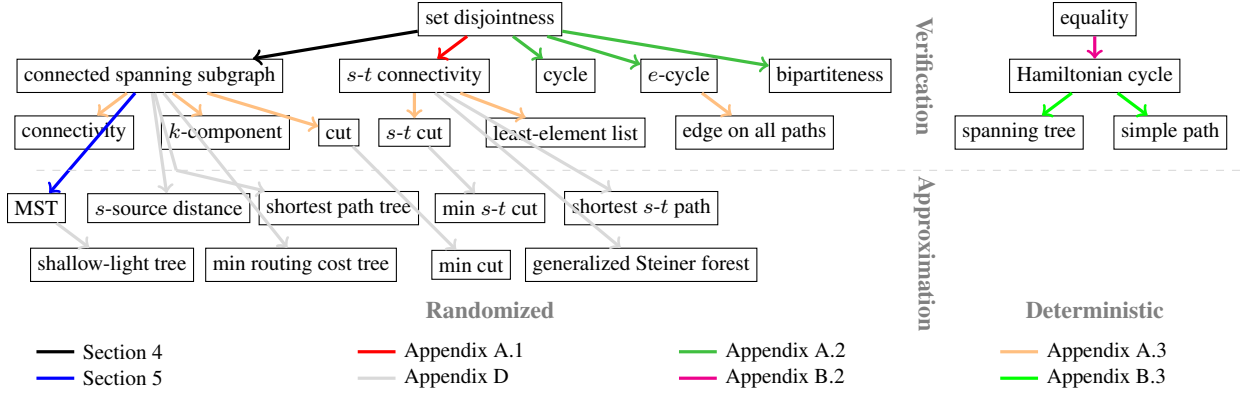 set disjointness
equality
connected spanning subgraph
s-t connectivity
cycle
e-cycle
bipartiteness
Hamiltonian cycle
connectivity
k-component
cut
s-t cut
least-element list
edge on all paths
spanning tree
simple path
Verification
MST
s-source distance
shortest path tree
min s-t cut
shortest s-t path
shallow-light tree
min routing cost tree
min cut
generalized Steiner forest
Approximation
Randomized
Deterministic
Section 4
Appendix A.1
Appendix A.2
Appendix A.3
Section 5
Appendix D
Appendix B.2
Appendix B.3